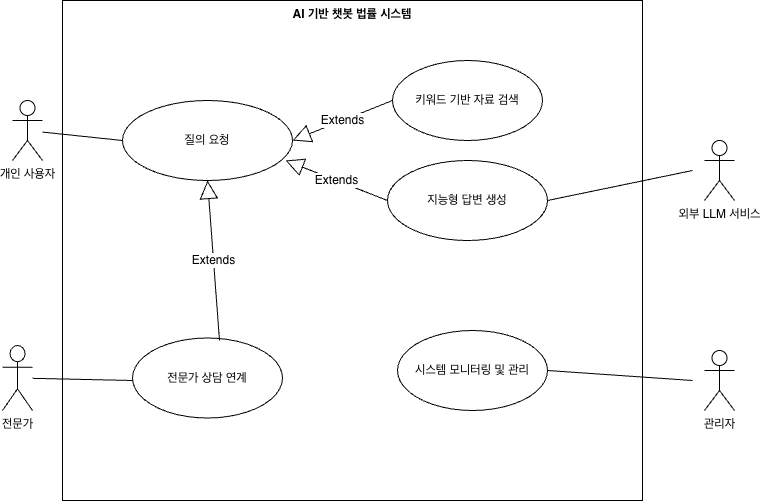 AI 기반 챗봇 법률 시스템
키워드 기반 자료 검색
Extends
질의 요청
개인 사용자
Extends
지능형 답변 생성
외부 LLM 서비스
Extends
전문가 상담 연계
시스템 모니터링 및 관리
전문가
관리자